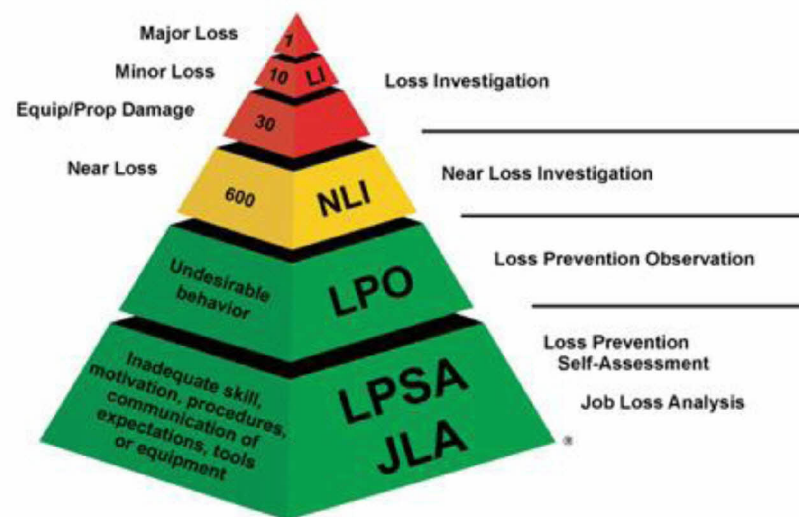 Major Loss
1
Minor Loss
10
LI
Loss Investigation
Equip/Prop Damage
30
Near Loss
600
NLI
Near Loss Investigation
Undesirable
behavior
LPO
Loss Prevention Observation
Inadequate skill,
motivation, procedures,
communication of
expectations, tools
or equipment
LPSA
JLA
Loss Prevention
Self-Assessment
Job Loss Analysis
®